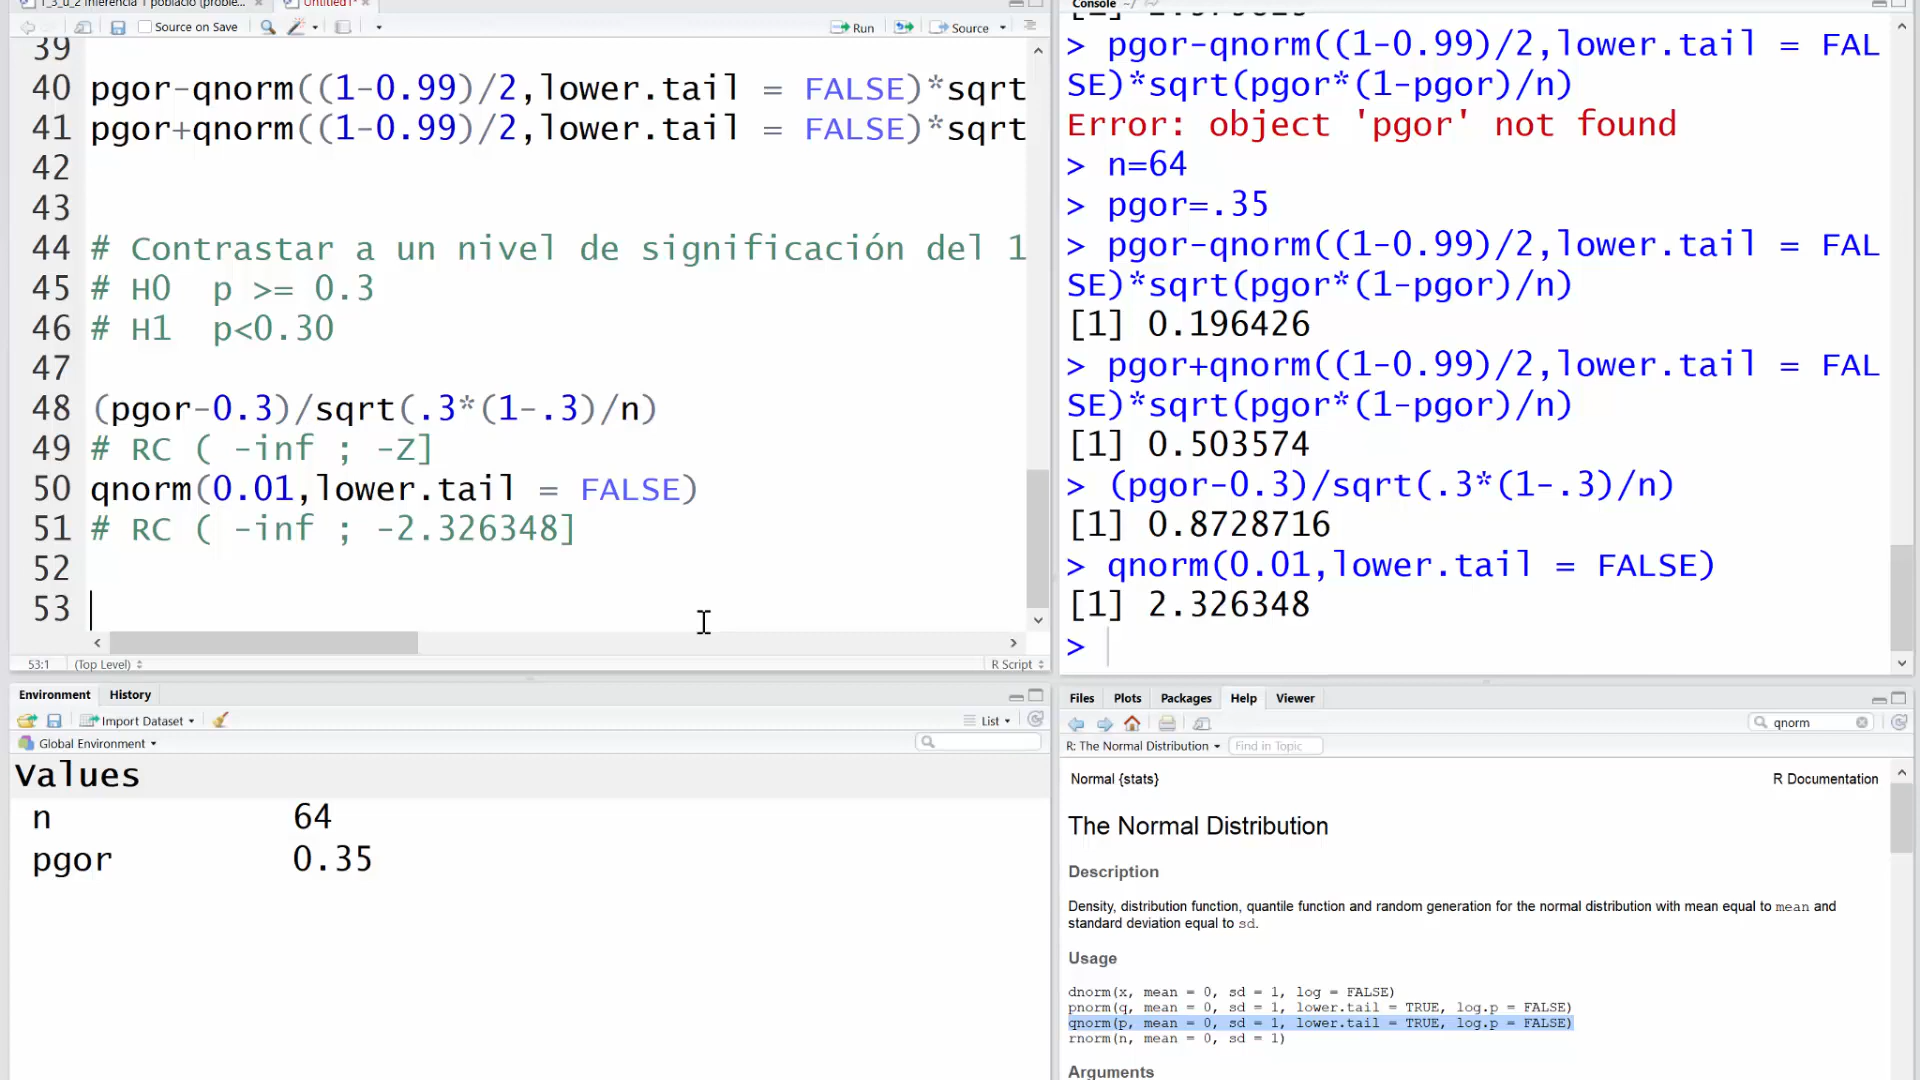 1_3_u_2 Inferencia 1 població (proble...
Untitled1*
Source on Save
Run
Source
39
40 pgor-qnorm((1-0.99)/2,lower.tail = FALSE)*sqrt
41 pgor+qnorm((1-0.99)/2,lower.tail = FALSE)*sqrt
42
43
44 # Contrastar a un nivel de significación del 1
45 # H0  p >= 0.3
46 # H1  p<0.30
47
48 (pgor-0.3)/sqrt(.3*(1-.3)/n)
49 # RC ( -inf ; -Z]
50 qnorm(0.01,lower.tail = FALSE)
51 # RC ( -inf ; -2.326348]
52
53
53:1 (Top Level) R Script
Console ~/
> pgor-qnorm((1-0.99)/2,lower.tail = FAL
SE)*sqrt(pgor*(1-pgor)/n)
Error: object 'pgor' not found
> n=64
> pgor=.35
> pgor-qnorm((1-0.99)/2,lower.tail = FAL
SE)*sqrt(pgor*(1-pgor)/n)
[1] 0.196426
> pgor+qnorm((1-0.99)/2,lower.tail = FAL
SE)*sqrt(pgor*(1-pgor)/n)
[1] 0.503574
> (pgor-0.3)/sqrt(.3*(1-.3)/n)
[1] 0.8728716
> qnorm(0.01,lower.tail = FALSE)
[1] 2.326348
>
Environment History
Import Dataset List
Global Environment
Values
n 64
pgor 0.35
Files Plots Packages Help Viewer
qnorm
R: The Normal Distribution Find in Topic
Normal {stats} R Documentation
The Normal Distribution
Description
Density, distribution function, quantile function and random generation for the normal distribution with mean equal to mean and
standard deviation equal to sd.
Usage
dnorm(x, mean = 0, sd = 1, log = FALSE)
pnorm(q, mean = 0, sd = 1, lower.tail = TRUE, log.p = FALSE)
qnorm(p, mean = 0, sd = 1, lower.tail = TRUE, log.p = FALSE)
rnorm(n, mean = 0, sd = 1)
Arguments